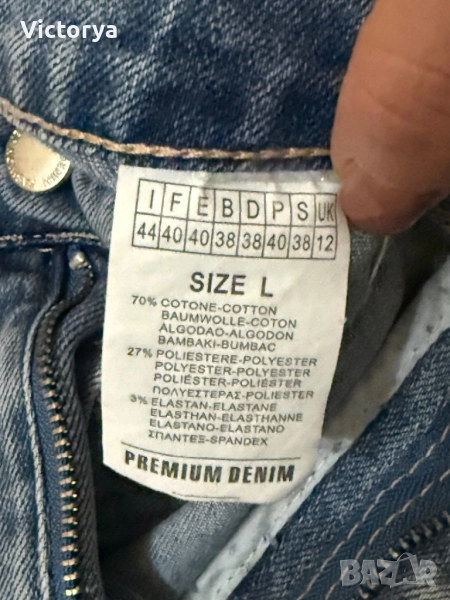 Victorya
I F E B D P S UK
44 40 40 38 38 40 38 12
SIZE L
70% COTONE-COTTON
BAUMWOLLE-COTON
ALGODAO-ALGODON
BAMBAKI-BUMBAC
27% POLIESTERE-POLYESTER
POLYESTER-POLYESTER
POLIÉSTER-POLIÉSTER
ΠΟΛΥΕΣΤΕΡΑΣ-POLIESTER
3% ELASTAN-ELASTANE
ELASTHAN-ELASTHANNE
ELASTANO-ELASTANO
ΣΠΑΝΤΕΞ-SPANDEX
PREMIUM DENIM
BAZAR